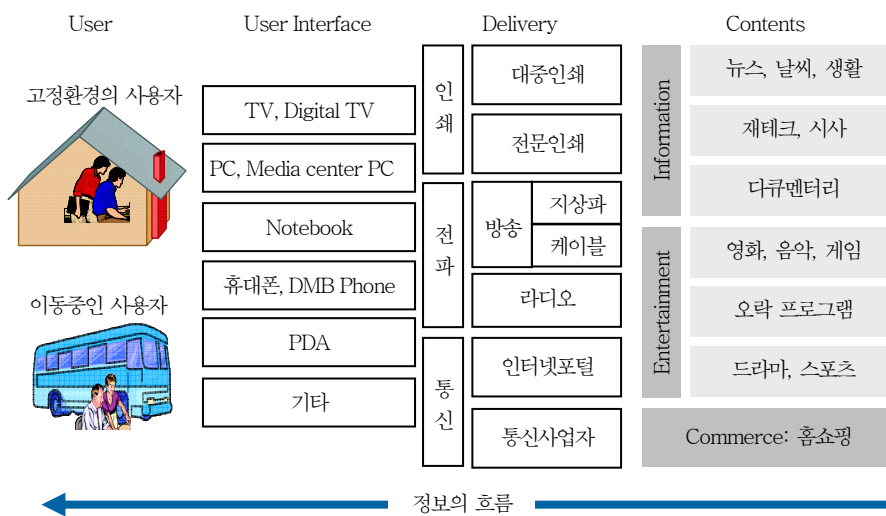 User
User Interface
Delivery
Contents
고정환경의 사용자
이동중인 사용자
TV, Digital TV
PC, Media center PC
Notebook
휴대폰, DMB Phone
PDA
기타
인쇄
대중인쇄
전문인쇄
전파
방송
지상파
케이블
라디오
통신
인터넷포털
통신사업자
Information
뉴스, 날씨, 생활
재테크, 시사
다큐멘터리
Entertainment
영화, 음악, 게임
오락 프로그램
드라마, 스포츠
Commerce: 홈쇼핑
정보의 흐름